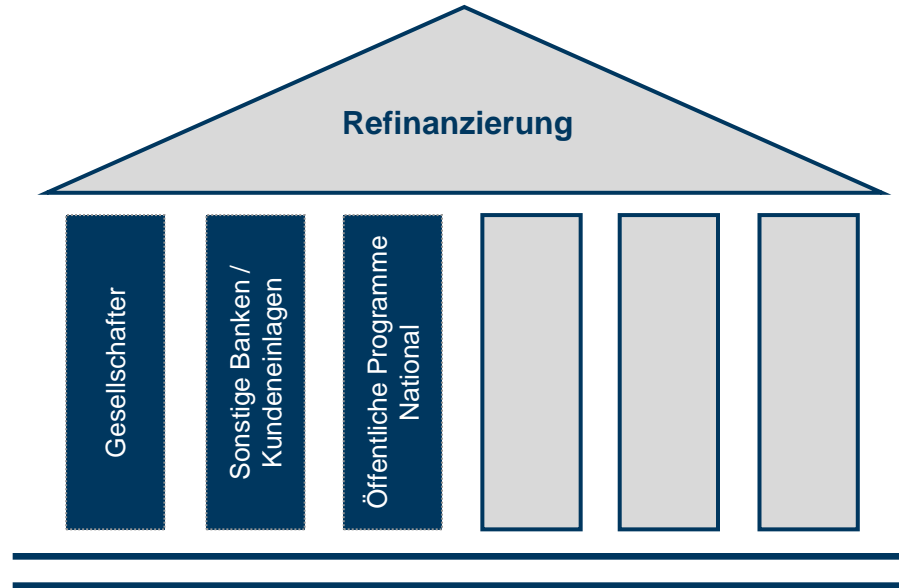 Refinanzierung
Gesellschafter
Sonstige Banken /
Kundeneinlagen
Öffentliche Programme
National